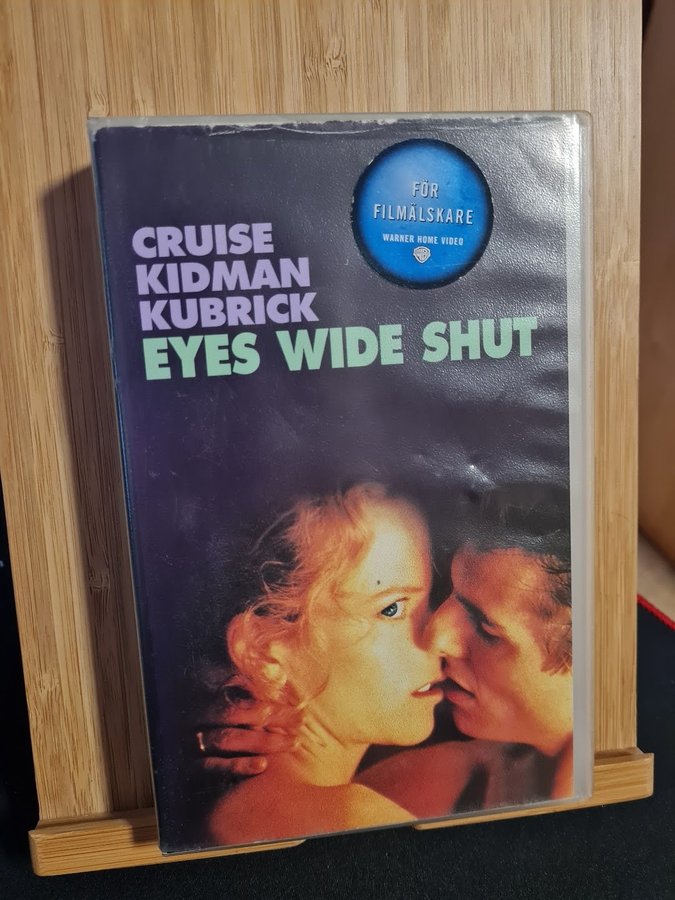 FÖR
FILMÄLSKARE
WARNER HOME VIDEO
CRUISE
KIDMAN
KUBRICK
EYES WIDE SHUT